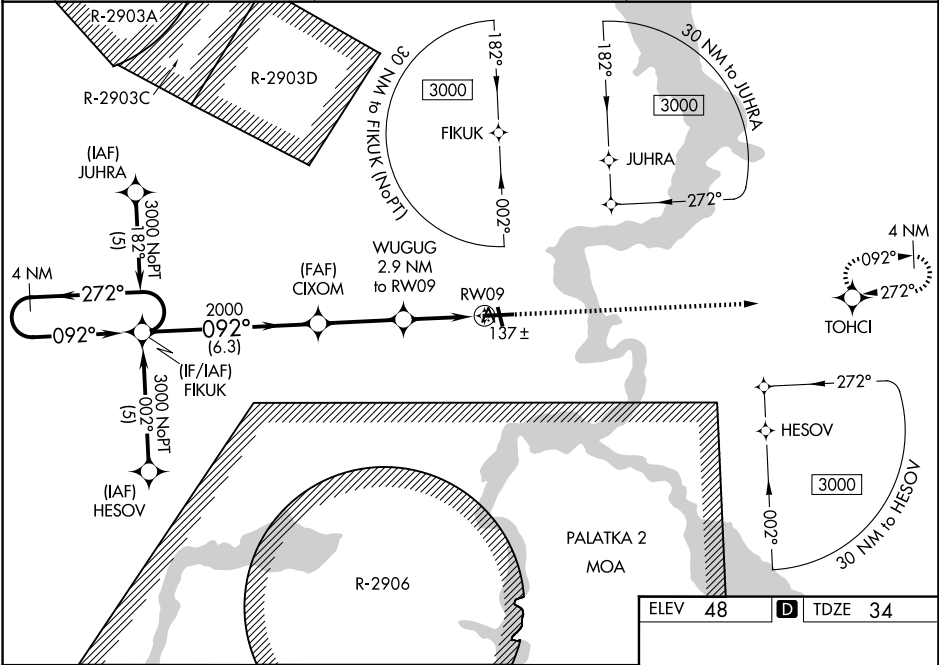 R-2903A
R-2903C
R-2903D
30 NM to FIKUK (NoPT)
182°
3000
FIKUK
002°
182°
30 NM to JUHRA
3000
JUHRA
272°
(IAF)
JUHRA
3000 NoPT
182°
(5)
4 NM
272°
092°
2000
092°
(6.3)
(IF/IAF)
FIKUK
3000 NoPT
002°
(5)
(IAF)
HESOV
(FAF)
CIXOM
WUGUG
2.9 NM
to RW09
RW09
137±
4 NM
092°
272°
TOHCI
272°
HESOV
3000
002°
30 NM to HESOV
R-2906
PALATKA 2
MOA
ELEV 48 D TDZE 34